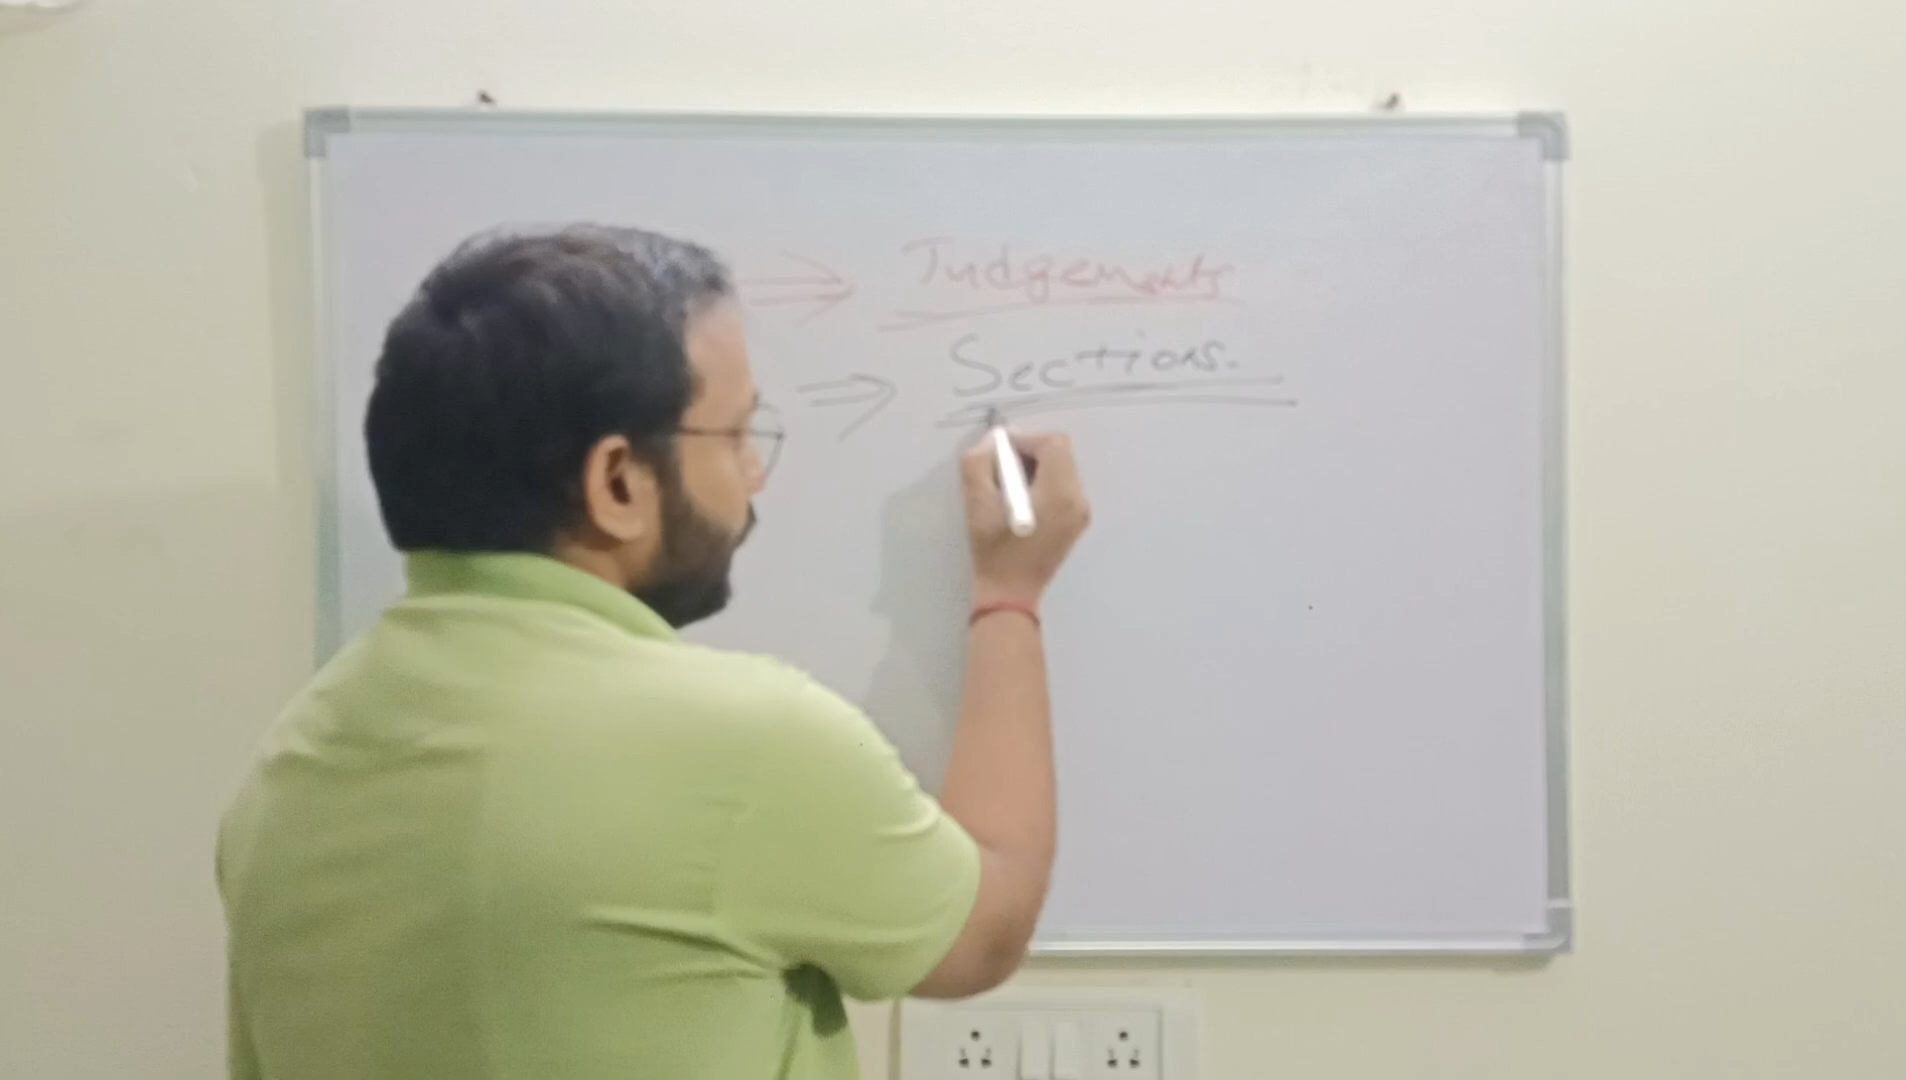 ⇒ Judgements
⇒ Sections.